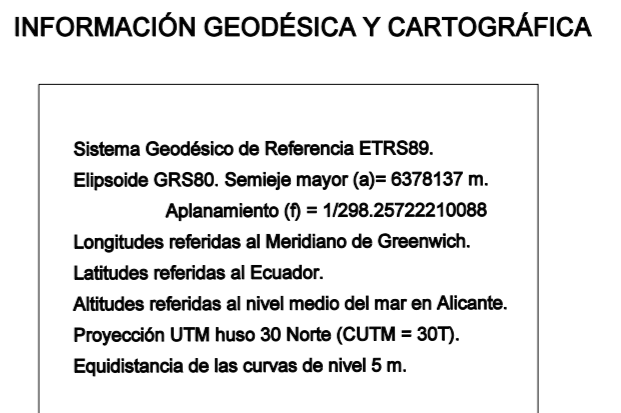 INFORMACIÓN GEODÉSICA Y CARTOGRÁFICA
Sistema Geodésico de Referencia ETRS89.
Elipsoide GRS80. Semieje mayor (a)= 6378137 m.
Aplanamiento (f) = 1/298.25722210088
Longitudes referidas al Meridiano de Greenwich.
Latitudes referidas al Ecuador.
Altitudes referidas al nivel medio del mar en Alicante.
Proyección UTM huso 30 Norte (CUTM = 30T).
Equidistancia de las curvas de nivel 5 m.